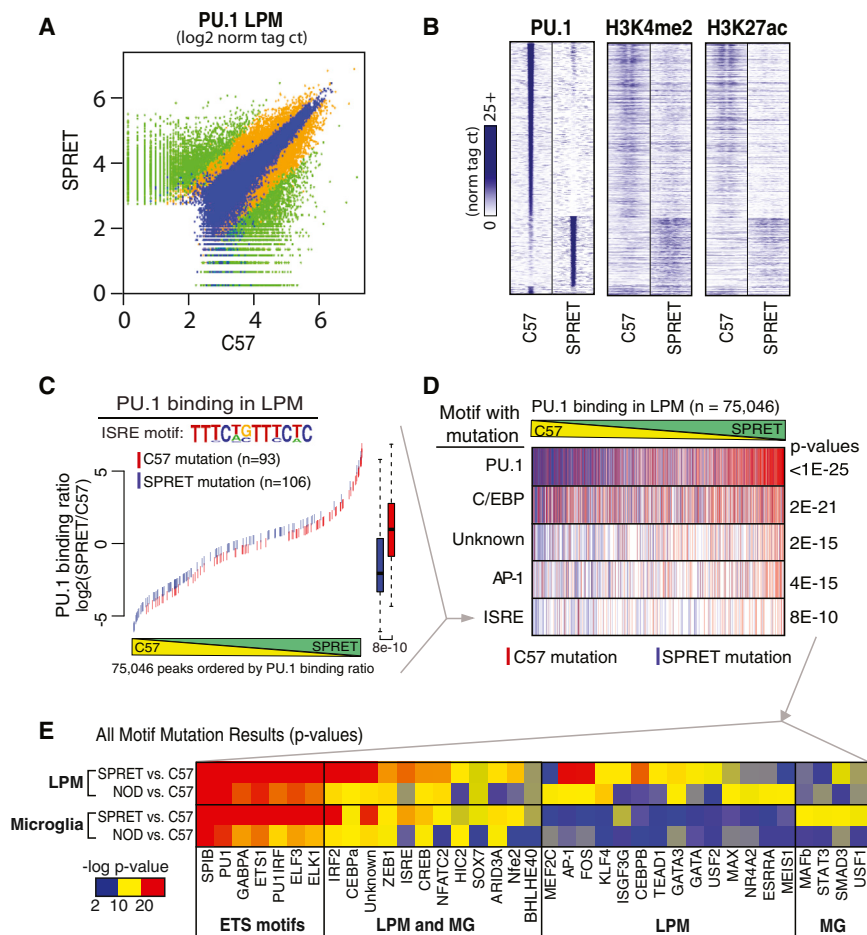 A
PU.1 LPM
(log2 norm tag ct)
SPRET
6
4
2
0
0 2 4 6
C57
B
PU.1 H3K4me2 H3K27ac
25+
(norm tag ct)
0
C57 SPRET C57 SPRET C57 SPRET
C
PU.1 binding in LPM
ISRE motif: TTTCTGTTTCTC
C57 mutation (n=93)
SPRET mutation (n=106)
PU.1 binding ratio
log2(SPRET/C57)
5
0
-5
C57 SPRET
8e-10
75,046 peaks ordered by PU.1 binding ratio
D
PU.1 binding in LPM (n = 75,046)
Motif with
mutation
C57 SPRET
p-values
PU.1 <1E-25
C/EBP 2E-21
Unknown 2E-15
AP-1 4E-15
ISRE 8E-10
C57 mutation SPRET mutation
E All Motif Mutation Results (p-values)
LPM
SPRET vs. C57
NOD vs. C57
Microglia
SPRET vs. C57
NOD vs. C57
-log p-value
2 10 20
SPIB PU1 GABPA ETS1 PU1IRF ELF3 ELK1 IRF2 CEBPa Unknown ZEB1 ISRE CREB NFATC2 HIC2 SOX7 ARID3A Nfe2 BHLHE40 MEF2C AP-1 FOS KLF4 ISGF3G CEBPB TEAD1 GATA3 GATA USF2 MAX NR4A2 ESRRA MEIS1 MAFb STAT3 SMAD3 USF1
ETS motifs LPM and MG LPM MG